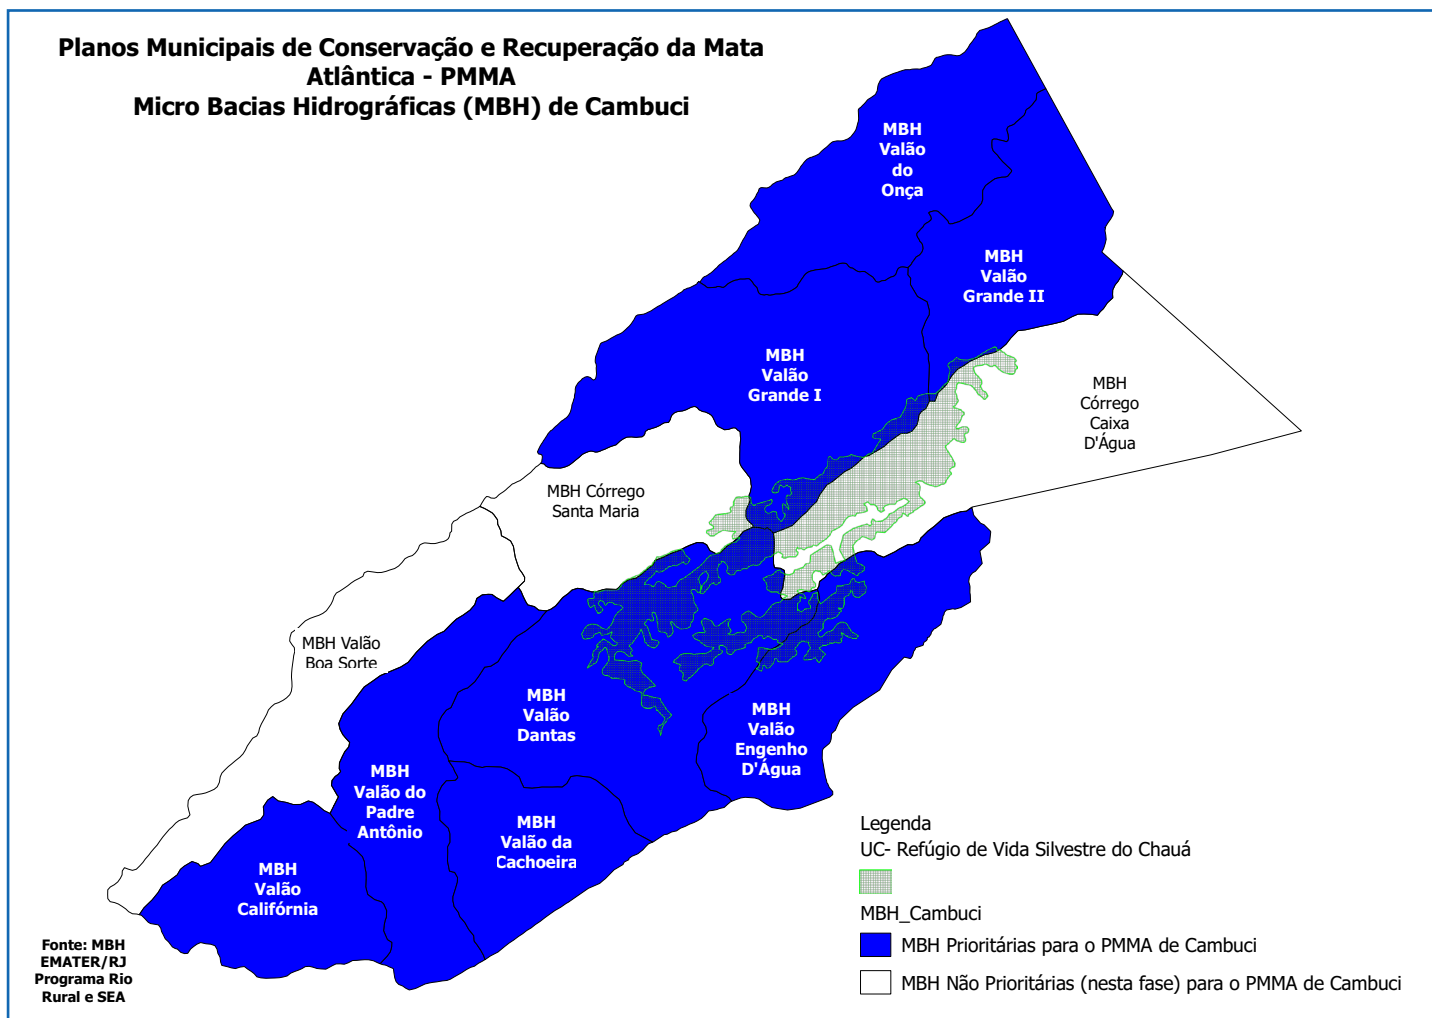 Planos Municipais de Conservação e Recuperação da Mata
Atlântica - PMMA
Micro Bacias Hidrográficas (MBH) de Cambuci
MBH
Valão
do
Onça
MBH
Valão
Grande II
MBH
Valão
Grande I
MBH
Córrego
Caixa
D'Água
MBH Córrego
Santa Maria
MBH Valão
Boa Sorte
MBH
Valão
Dantas
MBH
Valão
Engenho
D'Água
MBH
Valão do
Padre
Antônio
MBH
Valão da
Cachoeira
MBH
Valão
Califórnia
Legenda
UC- Refúgio de Vida Silvestre do Chauá
MBH_Cambuci
MBH Prioritárias para o PMMA de Cambuci
MBH Não Prioritárias (nesta fase) para o PMMA de Cambuci
Fonte: MBH
EMATER/RJ
Programa Rio
Rural e SEA